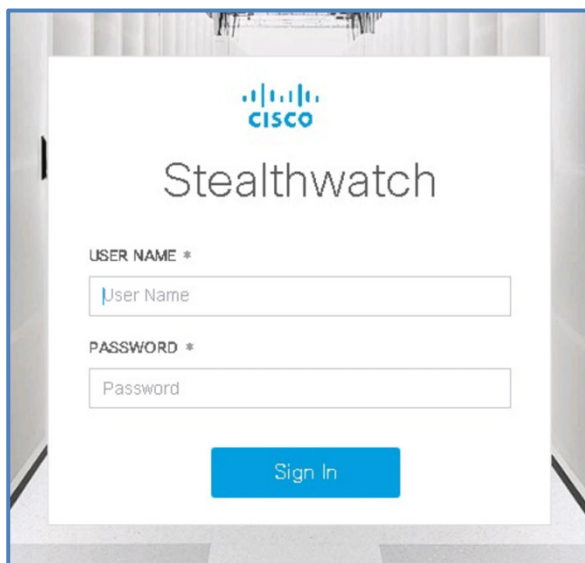 CISCO
Stealthwatch
USER NAME *
User Name
PASSWORD *
Password
Sign In